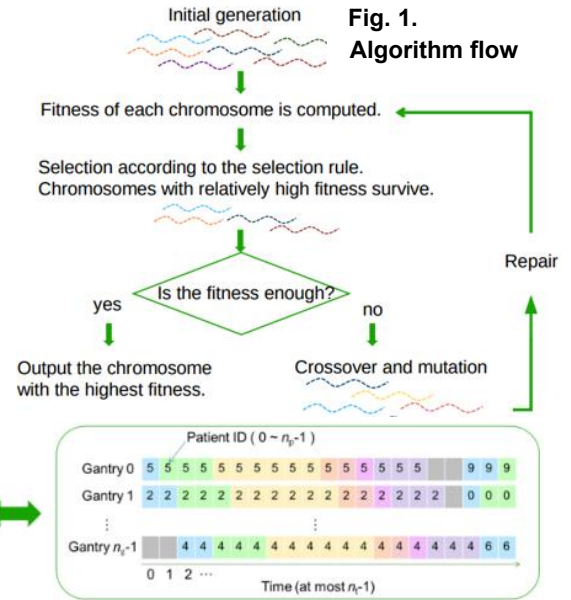 Initial generation
Fig. 1.
Algorithm flow
Fitness of each chromosome is computed.
Selection according to the selection rule.
Chromosomes with relatively high fitness survive.
Is the fitness enough?
yes
no
Repair
Output the chromosome
with the highest fitness.
Crossover and mutation
Patient ID ( 0 ~ np-1 )
Gantry 0 5 5 5 5 5 5 5 5 5 5 5 5 5 5 5 9 9 9
Gantry 1 2 2 2 2 2 2 2 2 2 2 2 2 2 2 2 2 0 0 0
⋮ ⋮
Gantry ng-1 4 4 4 4 4 4 4 4 4 4 4 4 4 4 4 4 6 6
0 1 2 ···
Time (at most nt-1)